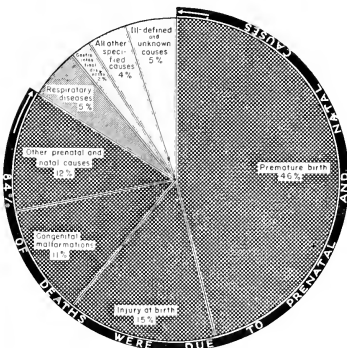 Ill-defined and
unknown
causes
5%
All other
speci-
fied
causes
4%
2%
Respiratory
diseases
5%
Other prenatal and
natal causes
12%
Congenital
malformations
11%
Injury at birth
15%
Premature birth
46%
84% OF DEATHS WERE DUE TO PRENATAL AND NATAL CAUSES